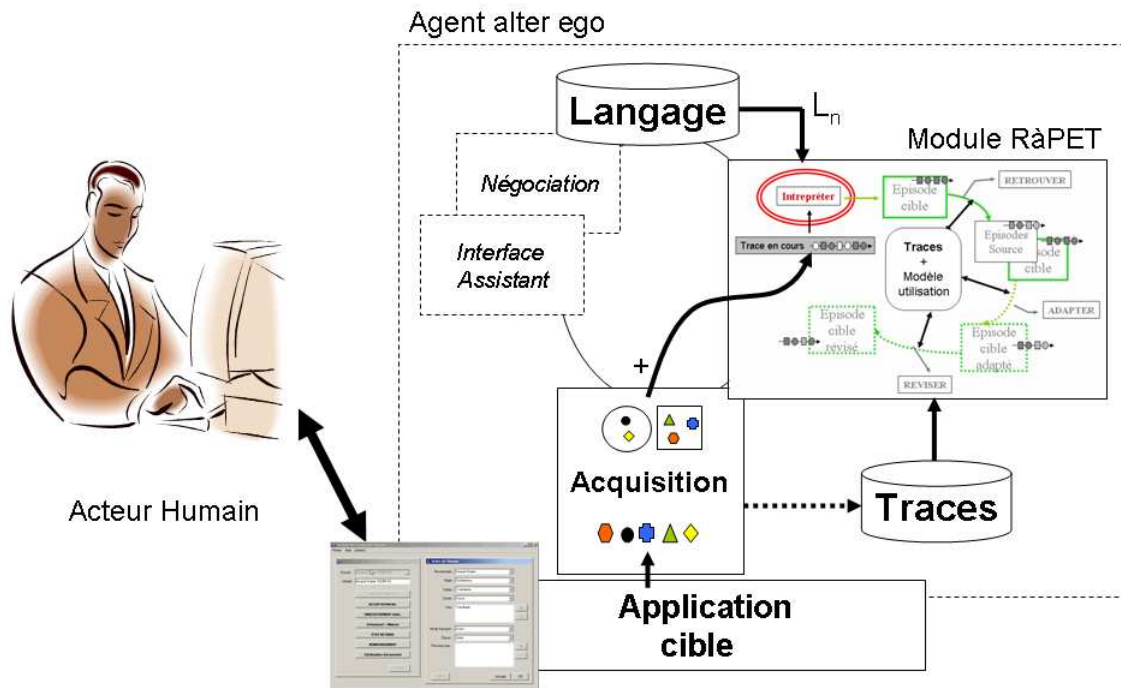 Agent alter ego
Langage
Ln
Module RàPET
Négociation
Interface
Assistant
Intrepréter
Trace en cours
Episode
cible
RETROUVER
Traces
+
Modèle
utilisation
Episodes
Source
Episode
cible
ADAPTER
Episode
cible
révisé
Episode
cible
adapté
REVISER
+
Acquisition
Traces
Acteur Humain
Application
cible